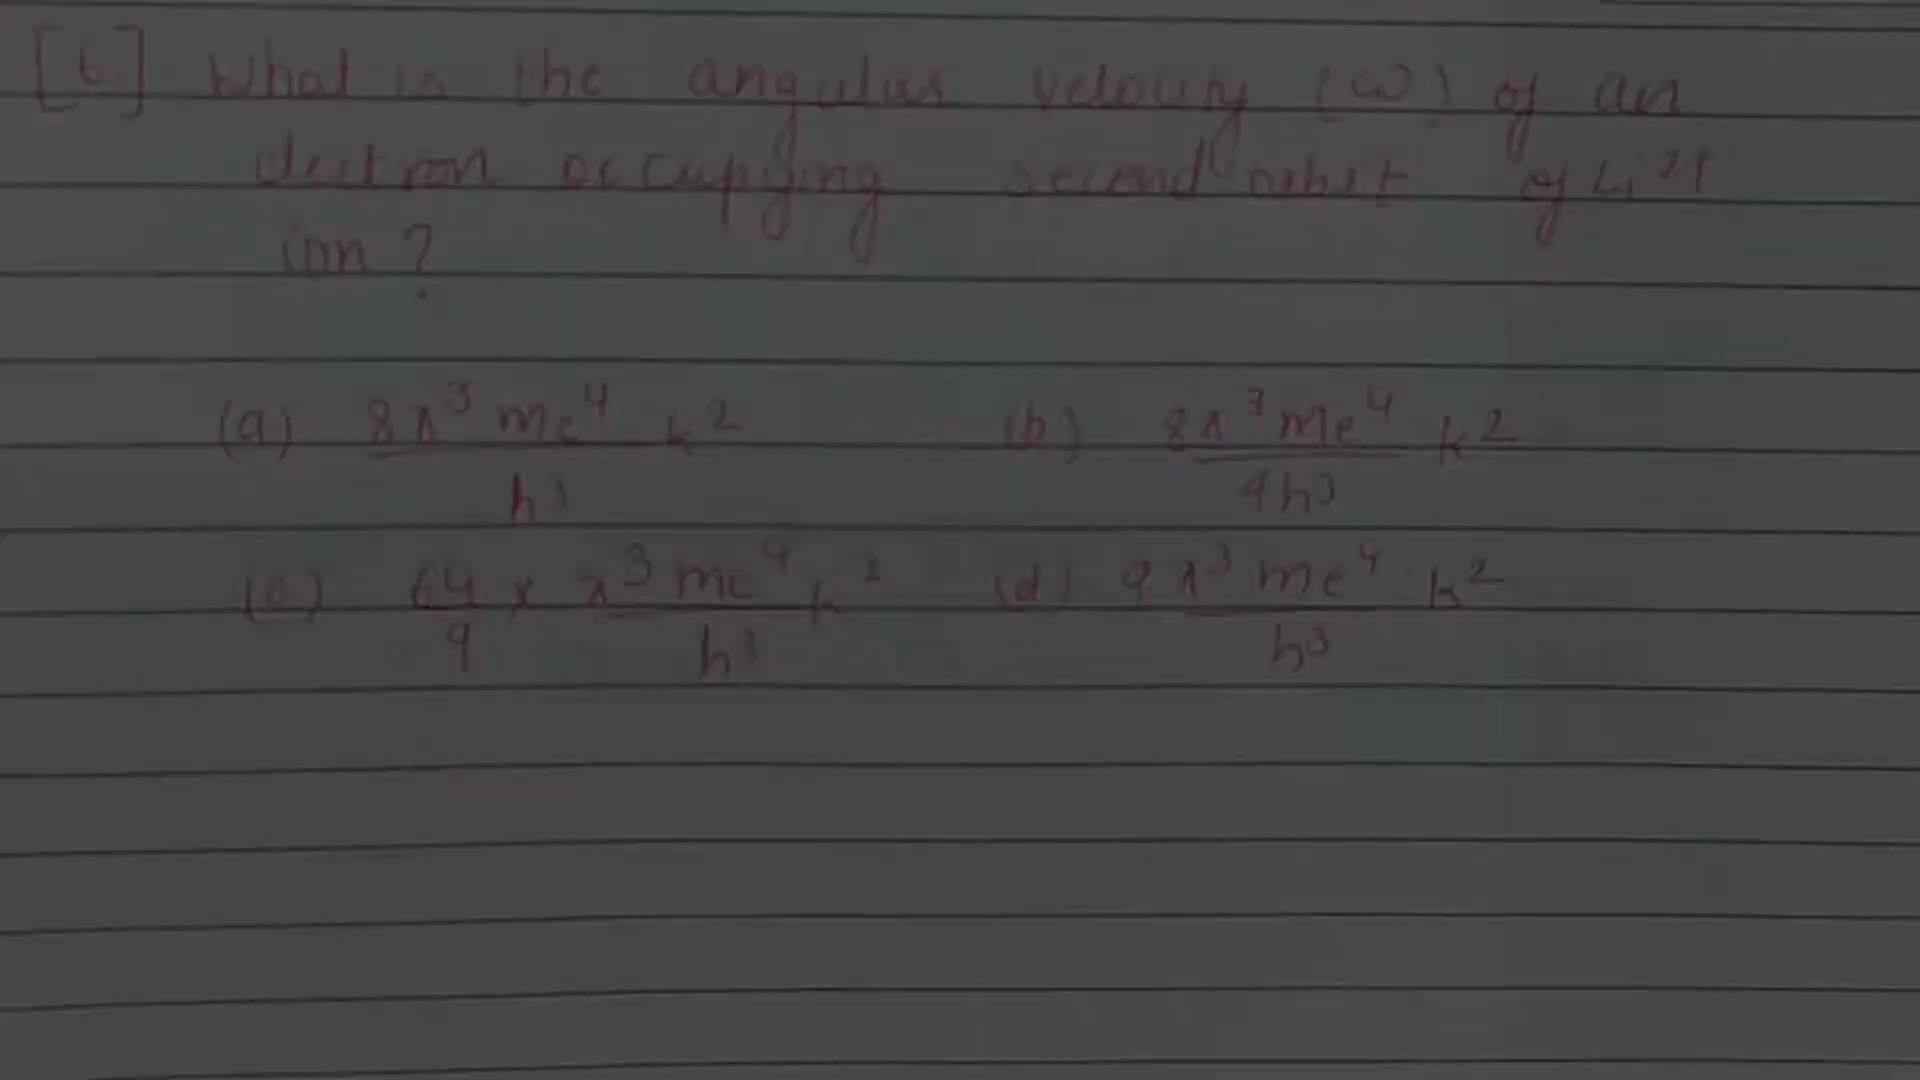 [6] What is the angular velocity (ω) of an
electron occupying second orbit of Li²⁺
ion ?
(a) 8π³me⁴ k² (b) 8π³me⁴ k²
h³ 9h³
(c) 64 × π³me⁴ k² (d) 9π³me⁴ k²
9 h³ h³